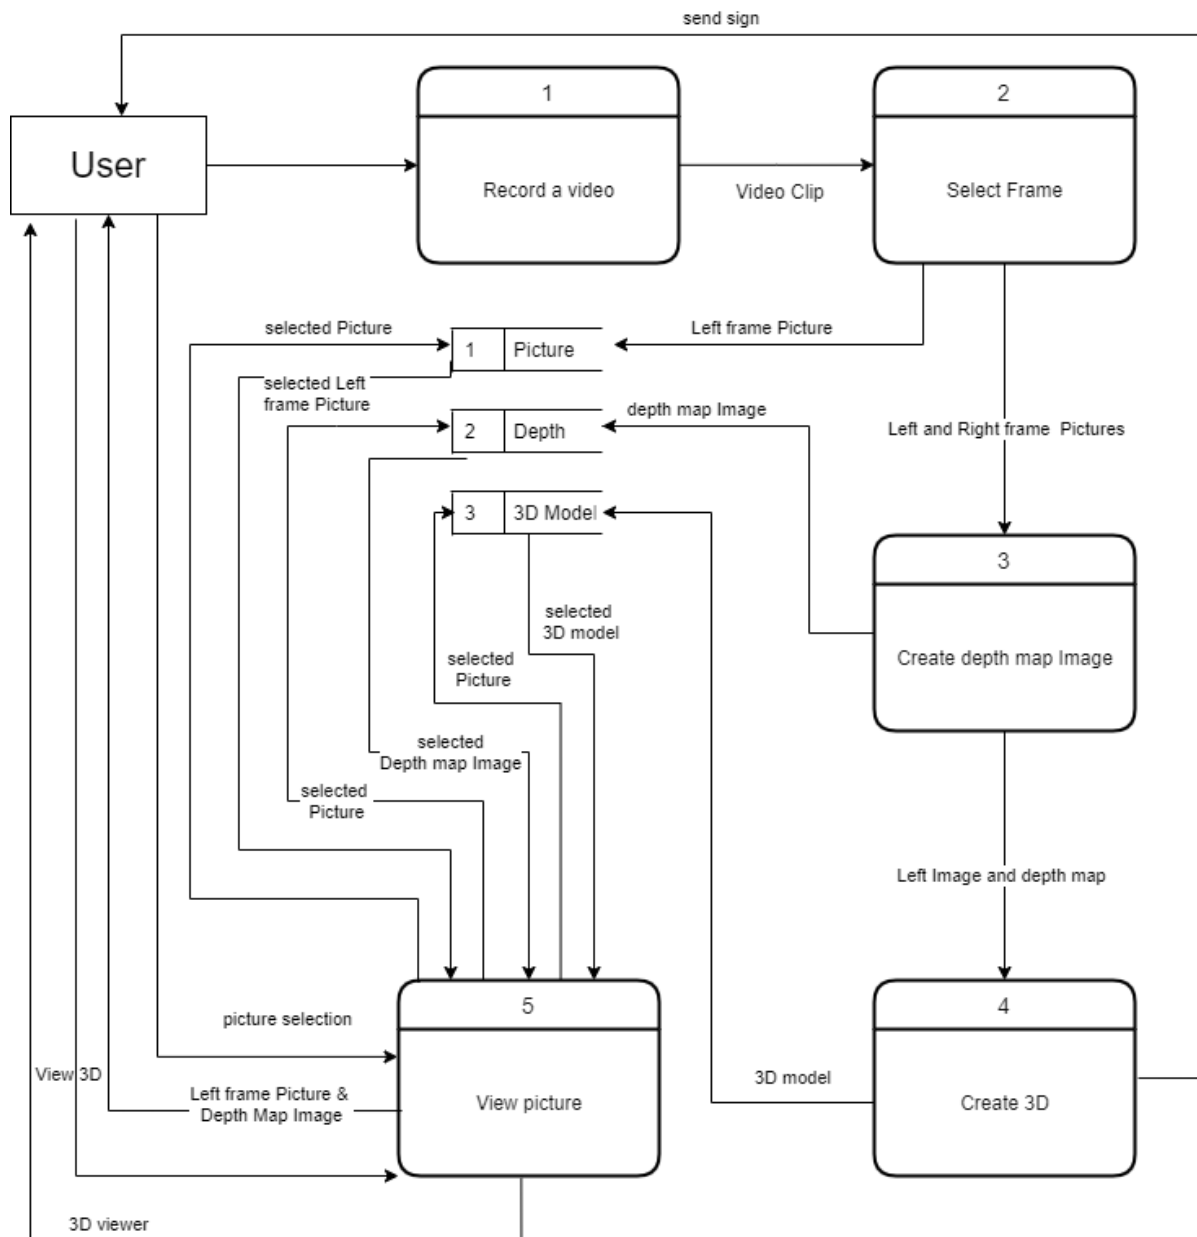 send sign
1
2
User
Record a video
Video Clip
Select Frame
selected Picture
Left frame Picture
1
Picture
selected Left
frame Picture
depth map Image
2
Depth
Left and Right frame  Pictures
3
3D Model
3
selected
3D model
selected
Picture
Create depth map Image
selected
Depth map Image
selected
Picture
Left Image and depth map
5
4
picture selection
View 3D
Left frame Picture &
Depth Map Image
View picture
3D model
Create 3D
3D viewer